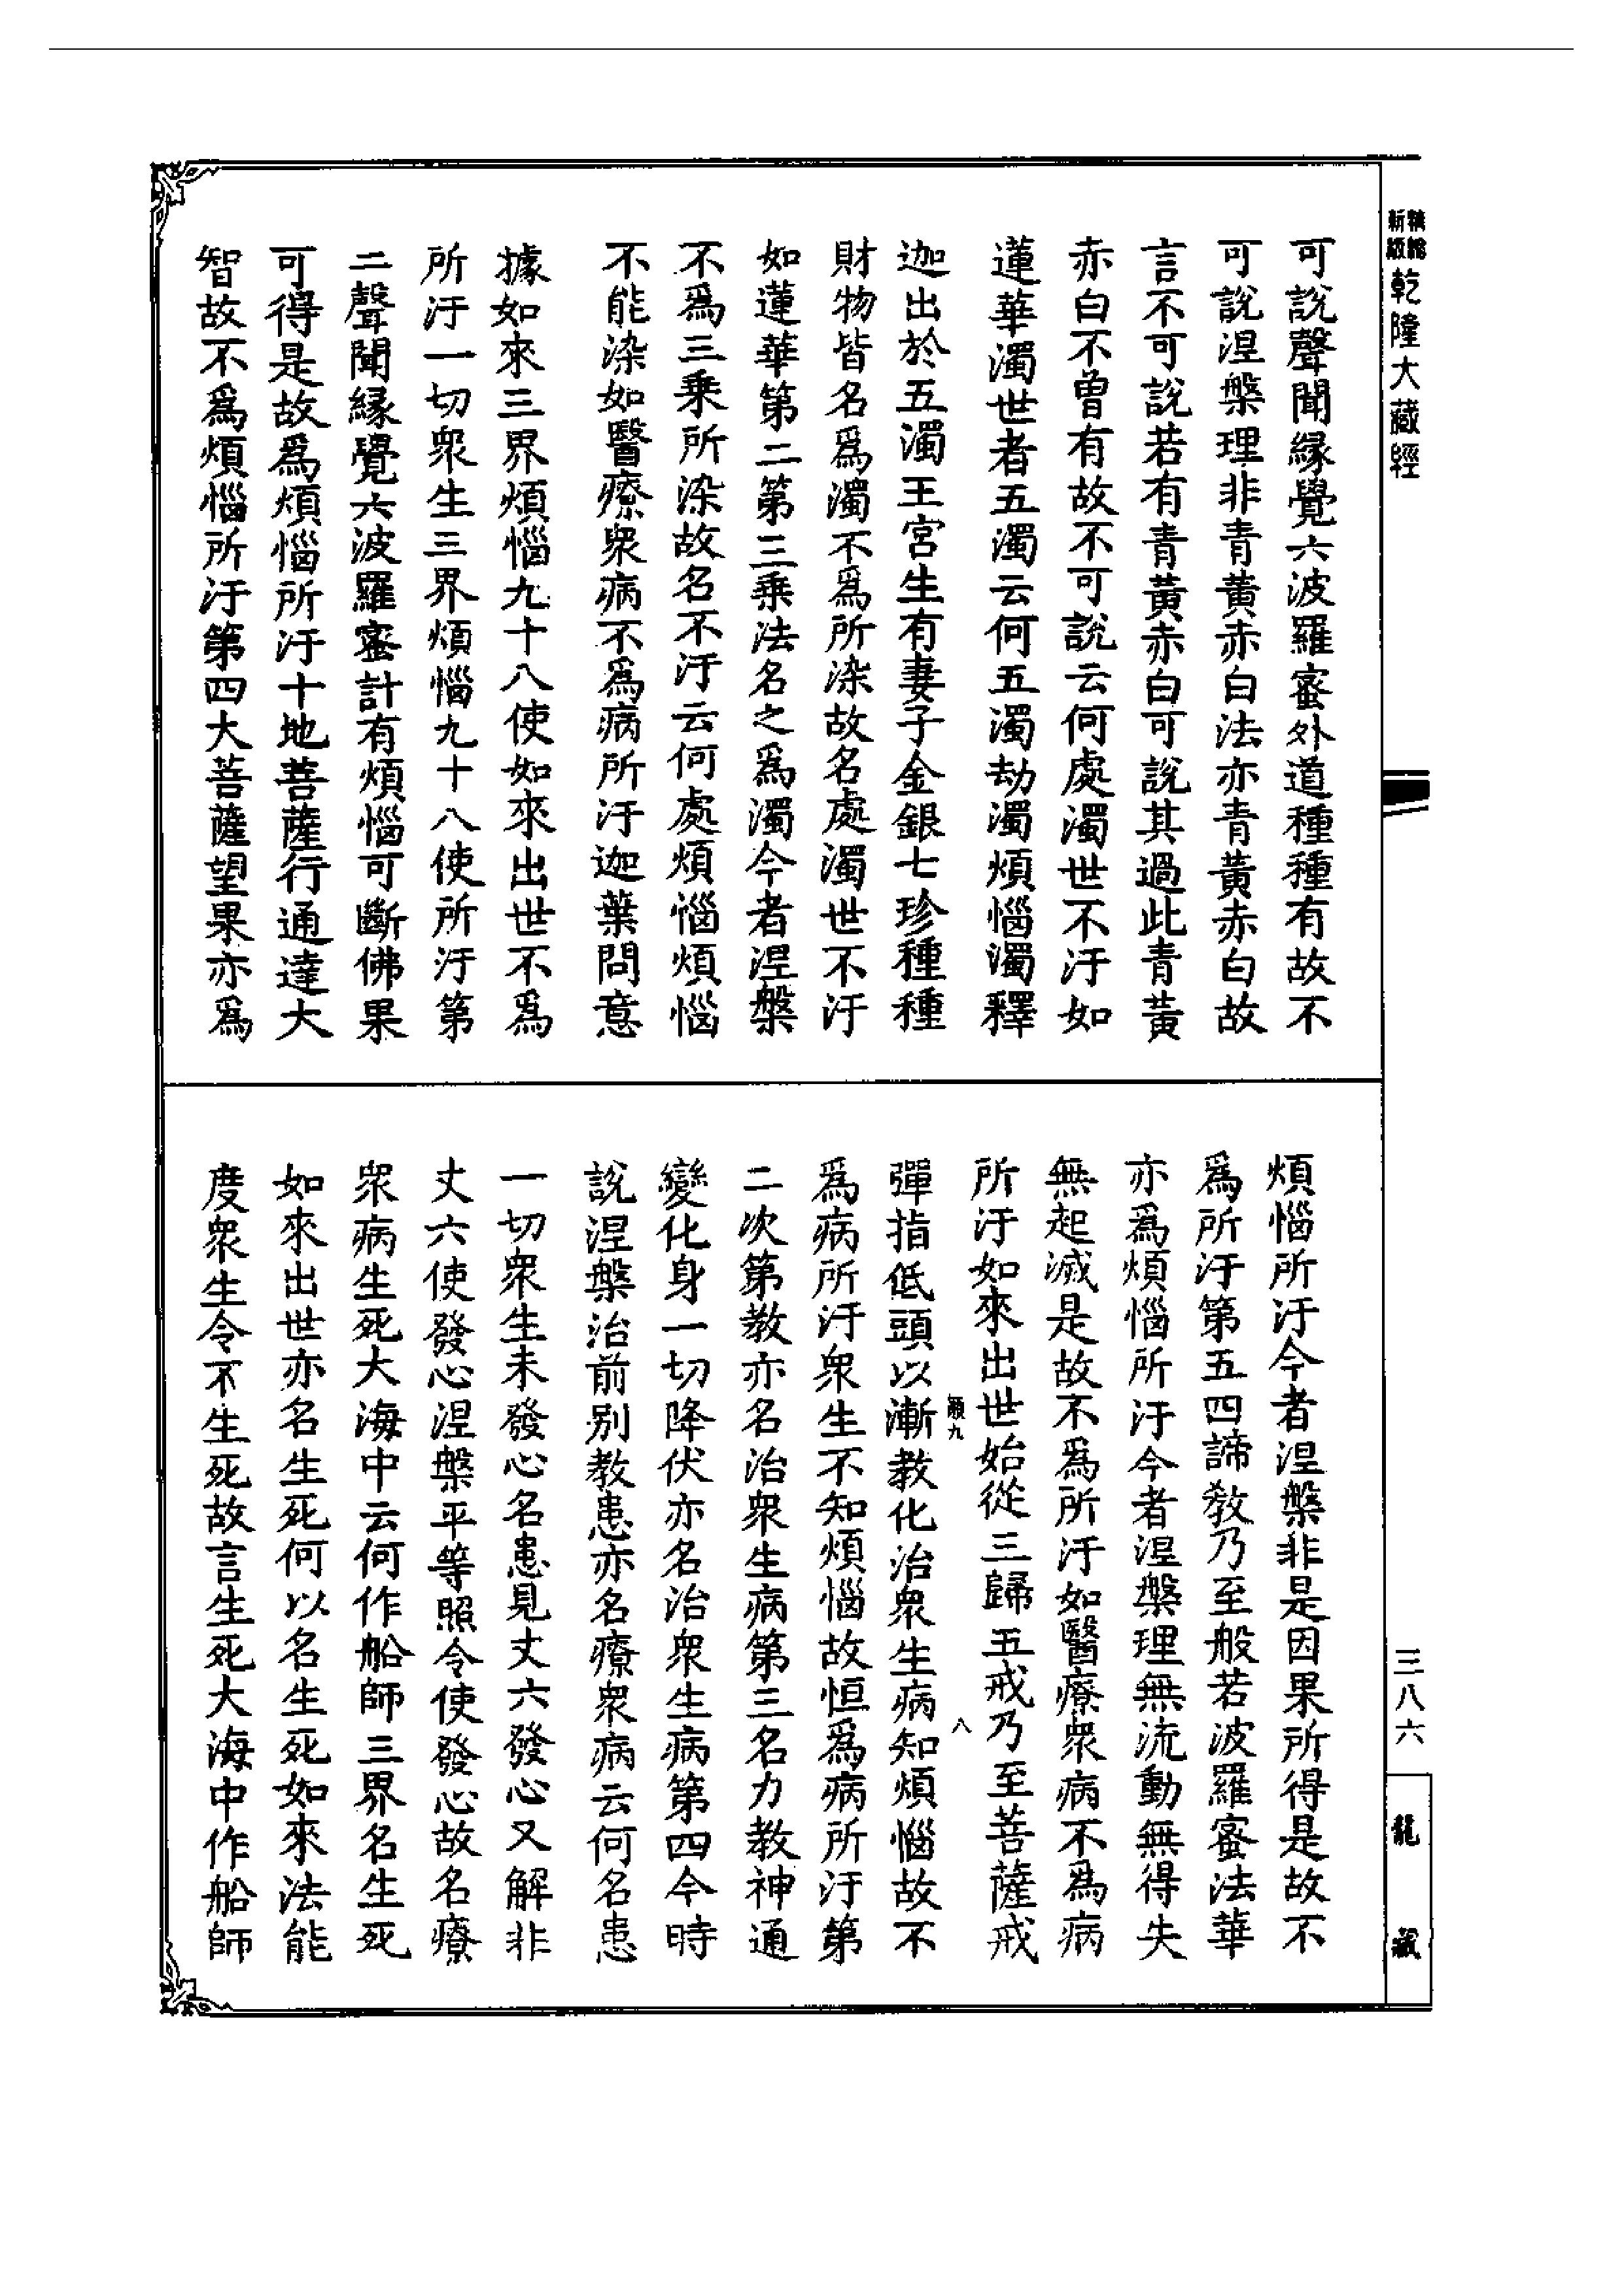 精縮新版乾隆大藏經
可說聲聞緣覺六波羅蜜外道種種有故不
可說涅槃理非青黃赤白法亦青黃赤白故
言不可說若有青黃赤白可說其過此青黃
赤白不曾有故不可說云何處濁世不汙如
蓮華濁世者五濁云何五濁劫濁煩惱濁釋
迦出於五濁王宮生有妻子金銀七珍種種
財物皆名爲濁不爲所染故名處濁世不汙
如蓮華第二第三乘法名之爲濁今者涅槃
不爲三乘所染故名不汙云何處煩惱煩惱
不能染如醫療眾病不爲病所汙迦葉問意
據如來三界煩惱九十八使如來出世不爲
所汙一切眾生三界煩惱九十八使所汙第
二聲聞緣覺六波羅蜜計有煩惱可斷佛果
可得是故爲煩惱所汙十地菩薩行通達大
智故不爲煩惱所汙第四大菩薩望果亦爲
煩惱所汙今者涅槃非是因果所得是故不
爲所汙第五四諦教乃至般若波羅蜜法華
亦爲煩惱所汙今者涅槃理無流動無得失
無起滅是故不爲所汙如醫療眾病不爲病
所汙如來出世始從三歸五戒乃至菩薩戒
彈指低頭以漸教化治眾生病知煩惱故不
爲病所汙眾生不知煩惱故恒爲病所汙第
二次第教亦名治眾生病第三名力教神通
變化身一切降伏亦名治眾生病第四今時
說涅槃治前别教患亦名療眾病云何名患
一切眾生未發心名患見丈六發心又解非
丈六使發心涅槃平等照令使發心故名療
眾病生死大海中云何作船師三界名生死
如來出世亦名生死何以名生死如來法能
度眾生令不生死故言生死大海中作船師
八
三八六
龍藏